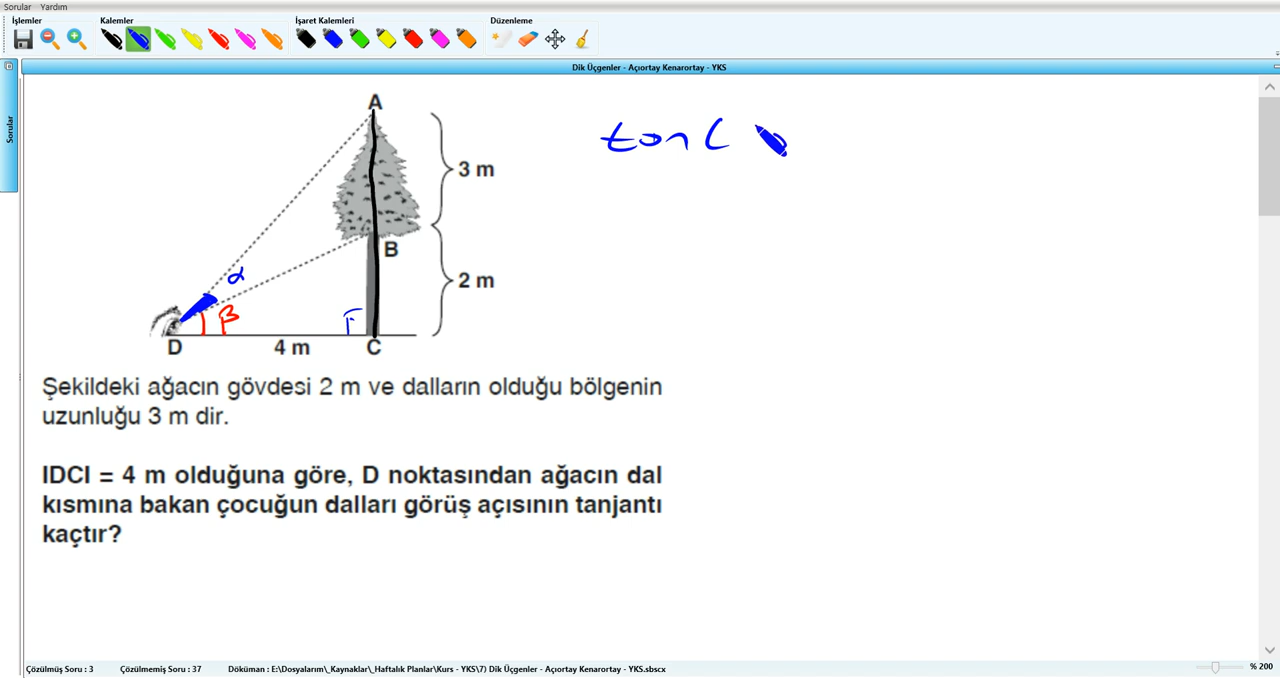 Sorular Yardım
İşlemler Kalemler İşaret Kalemleri Düzenleme
Dik Üçgenler - Açıortay Kenarortay - YKS
Sorular
A
tan(
3 m
B
α
2 m
β
D 4 m C
Şekildeki ağacın gövdesi 2 m ve dalların olduğu bölgenin
uzunluğu 3 m dir.
IDCI = 4 m olduğuna göre, D noktasından ağacın dal
kısmına bakan çocuğun dalları görüş açısının tanjantı
kaçtır?
Çözülmüş Soru : 3 Çözülmemiş Soru : 37 Döküman : E:\Dosyalarım\_Kaynaklar\_Haftalık Planlar\Kurs - YKS\7) Dik Üçgenler - Açıortay Kenarortay - YKS.sbscx % 200